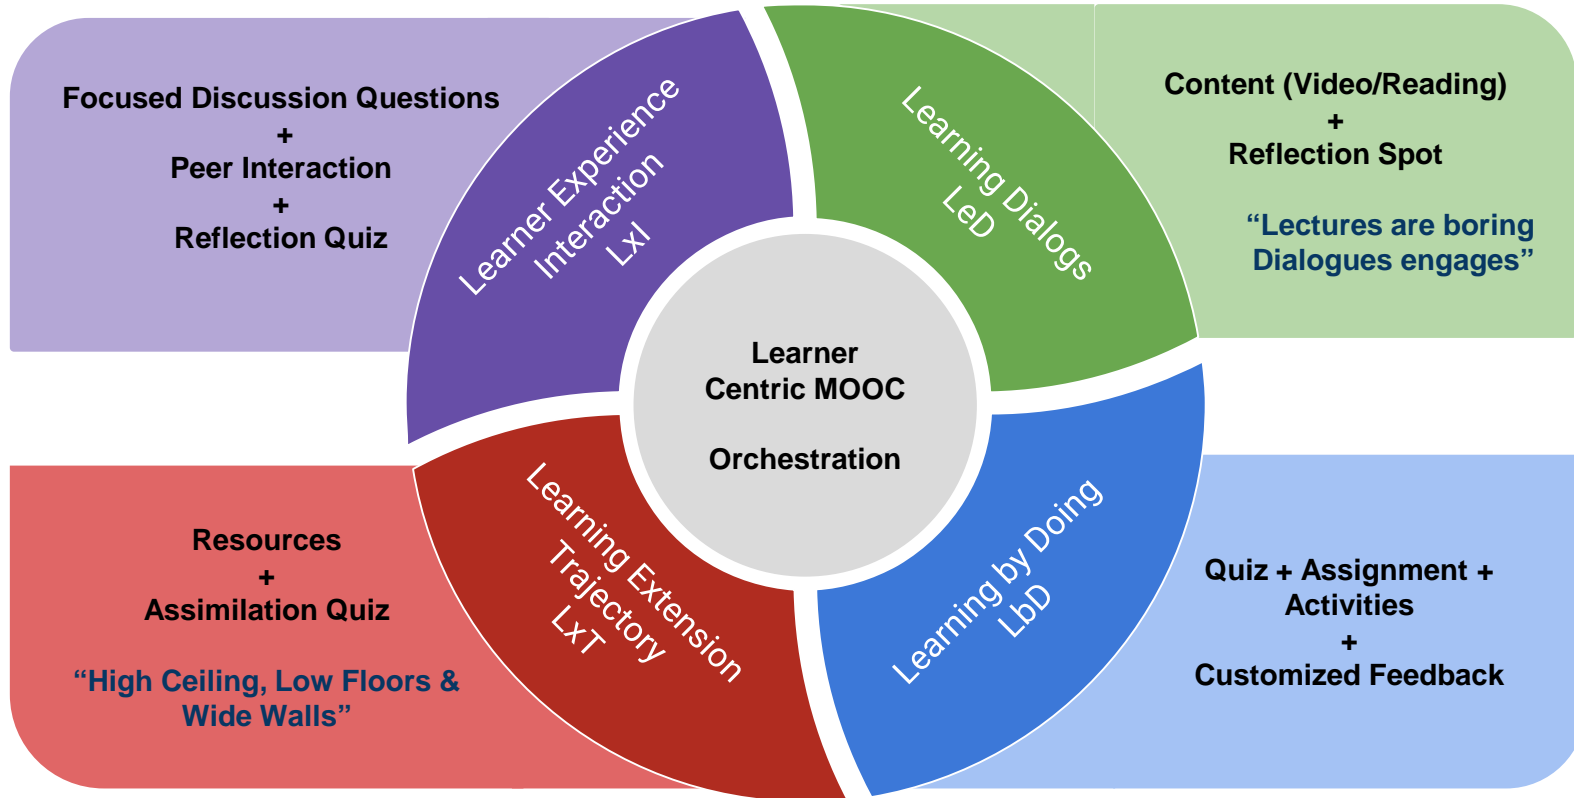 Focused Discussion Questions
+
Peer Interaction
+
Reflection Quiz
Learner Experience
Interaction
LxI
Learning Dialogs
LeD
Content (Video/Reading)
+
Reflection Spot
“Lectures are boring
Dialogues engages”
Learner
Centric MOOC
Orchestration
Resources
+
Assimilation Quiz
“High Ceiling, Low Floors &
Wide Walls”
Learning Extension
Trajectory
LxT
Learning by Doing
LbD
Quiz + Assignment +
Activities
+
Customized Feedback